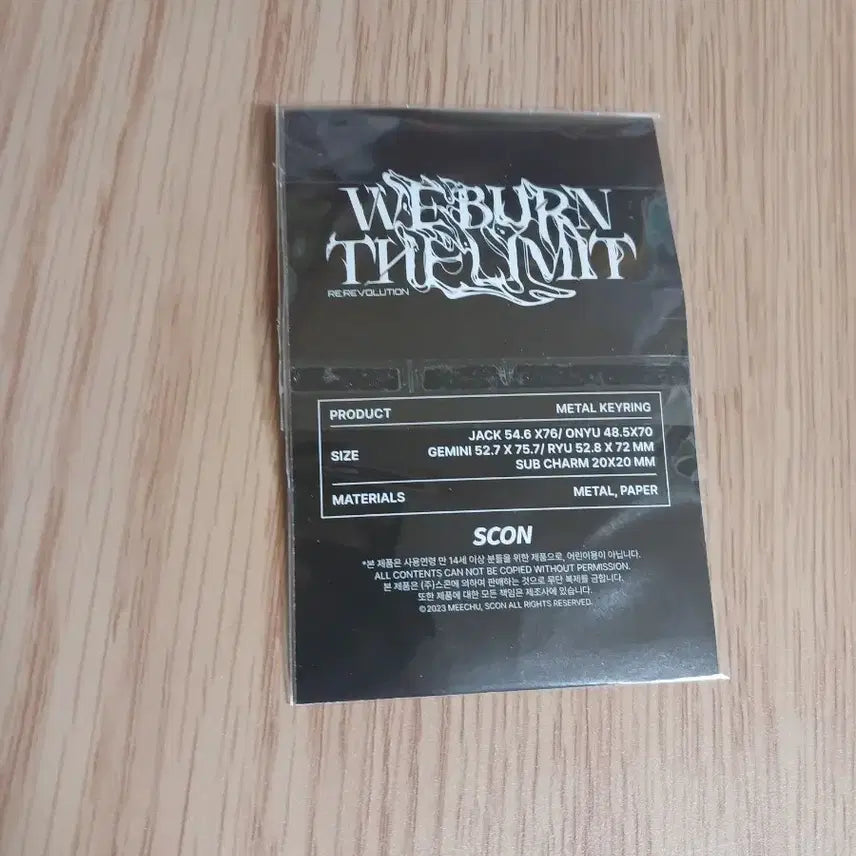 WE BURN
THE LIMIT
RE:REVOLUTION
PRODUCT METAL KEYRING
SIZE JACK 54.6 X76/ ONYU 48.5X70
GEMINI 52.7 X 75.7/ RYU 52.8 X 72 MM
SUB CHARM 20X20 MM
MATERIALS METAL, PAPER
SCON
*본 제품은 사용연령 만 14세 이상 분들을 위한 제품으로, 어린이용이 아닙니다.
ALL CONTENTS CAN NOT BE COPIED WITHOUT PERMISSION.
본 제품은 (주)스콘에 의하여 판매하는 것으로 무단 복제를 금합니다.
또한 제품에 대한 모든 책임은 제조사에 있습니다.
© 2023 MEECHU, SCON ALL RIGHTS RESERVED.